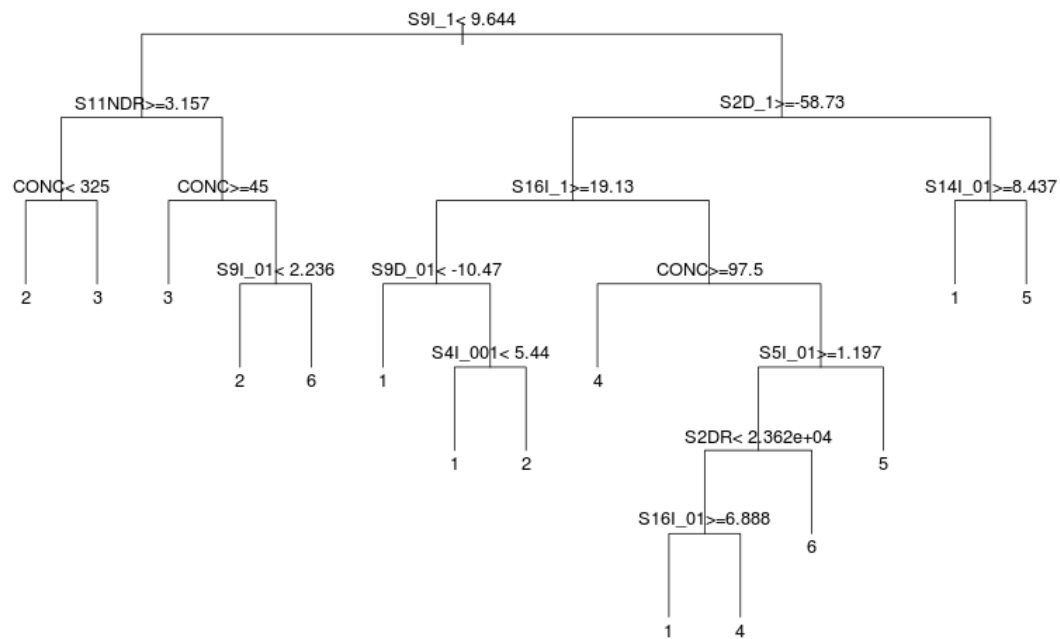 S9I_1< 9.644
S11NDR>=3.157
S2D_1>=-58.73
CONC< 325
CONC>=45
S16I_1>=19.13
S14I_01>=8.437
S9I_01< 2.236
S9D_01< -10.47
CONC>=97.5
2
3
3
1
5
S4I_001< 5.44
S5I_01>=1.197
2
6
1
4
S2DR< 2.362e+04
1
2
5
S16I_01>=6.888
6
1
4